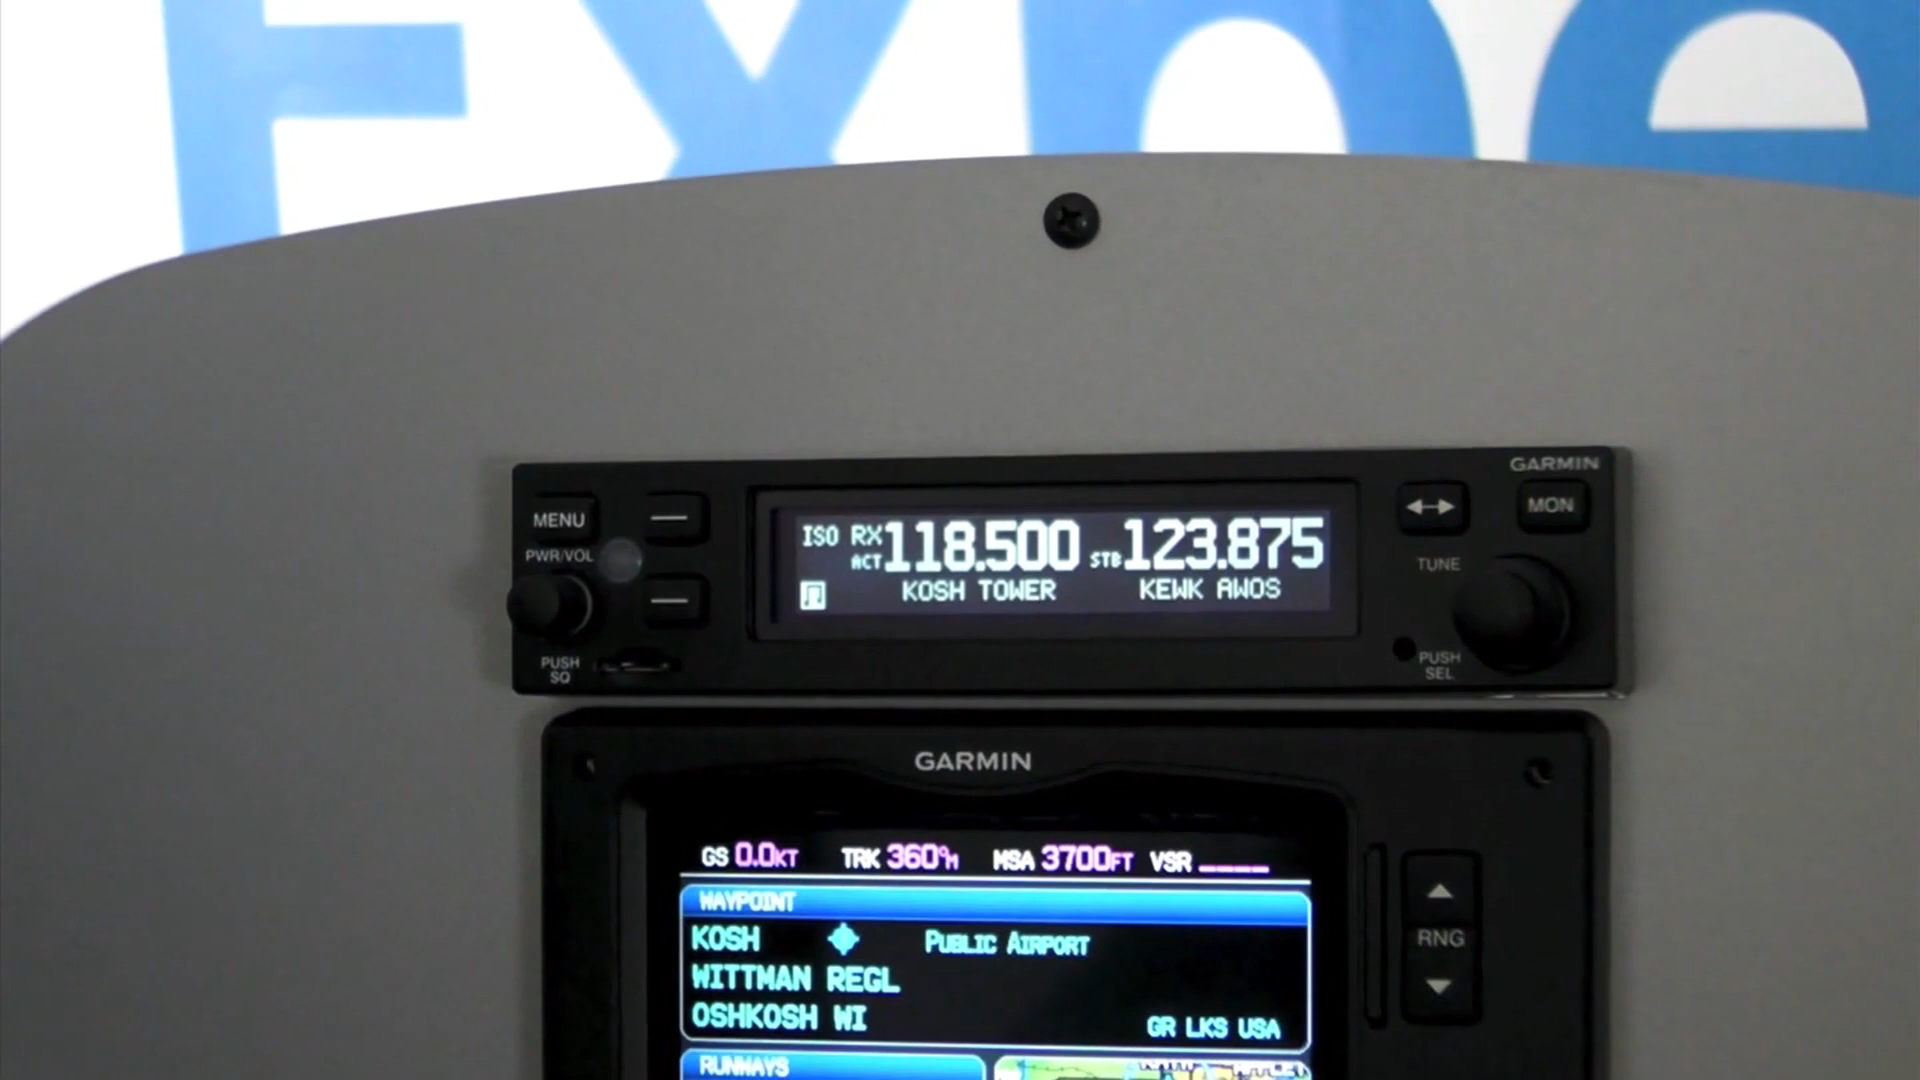 Expe
GARMIN
MENU
MON
PWR/VOL
ISO RX 118.500 123.875
ACT STB
KOSH TOWER KEWK AWOS
TUNE
PUSH
SQ
PUSH
SEL
GARMIN
GS 0.0KT TRK 360°M MSA 3700FT VSR _____
WAYPOINT
KOSH PUBLIC AIRPORT
WITTMAN REGL
OSHKOSH WI GR LKS USA
RNG
RUNWAYS